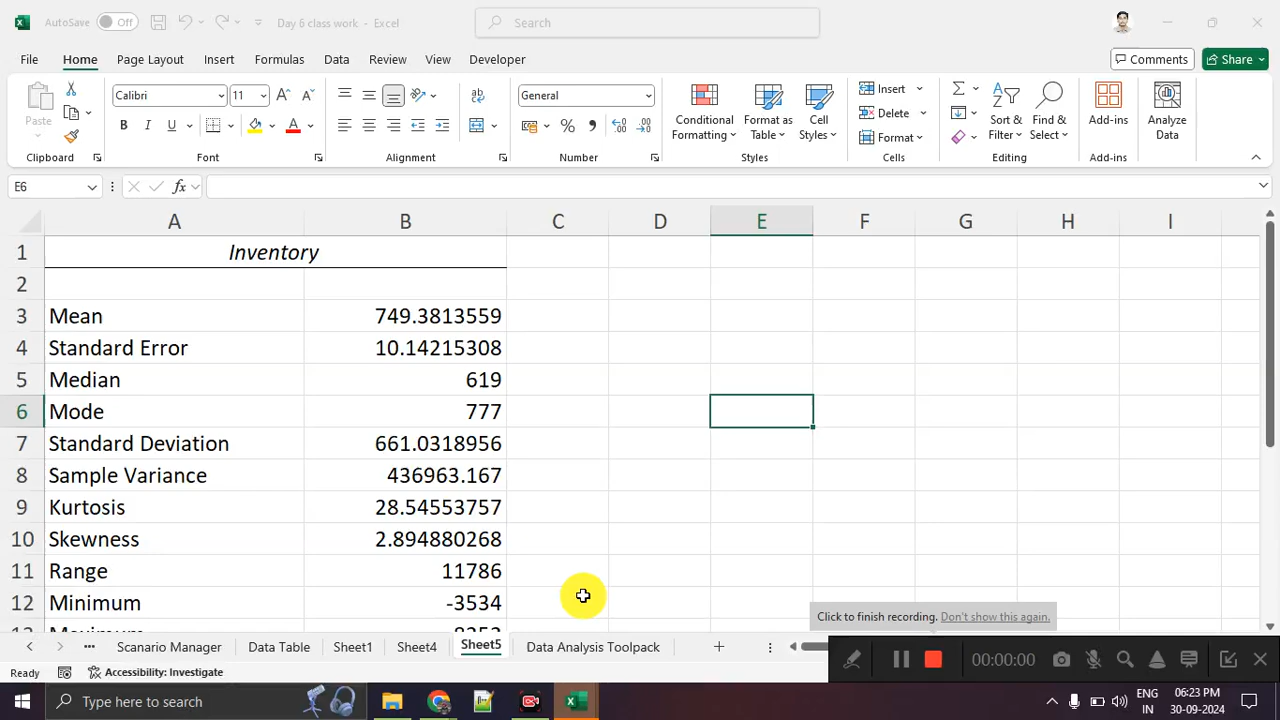 AutoSave Off Day 6 class work - Excel Search
File Home Page Layout Insert Formulas Data Review View Developer Comments Share
Paste Calibri 11 General Conditional Formatting Format as Table Cell Styles Insert Delete Format Sort & Filter Find & Select Add-ins Analyze Data
Clipboard Font Alignment Number Styles Cells Editing Add-ins Analysis
E6 fx
A B C D E F G H I
1 Inventory
2
3 Mean 749.3813559
4 Standard Error 10.14215308
5 Median 619
6 Mode 777
7 Standard Deviation 661.0318956
8 Sample Variance 436963.167
9 Kurtosis 28.54553757
10 Skewness 2.894880268
11 Range 11786
12 Minimum -3534
Click to finish recording. Don't show this again.
Scanario Manager Data Table Sheet1 Sheet4 Sheet5 Data Analysis Toolpack
00:00:00
Ready Accessibility: Investigate
Type here to search
ENG 06:23 PM
IN 30-09-2024